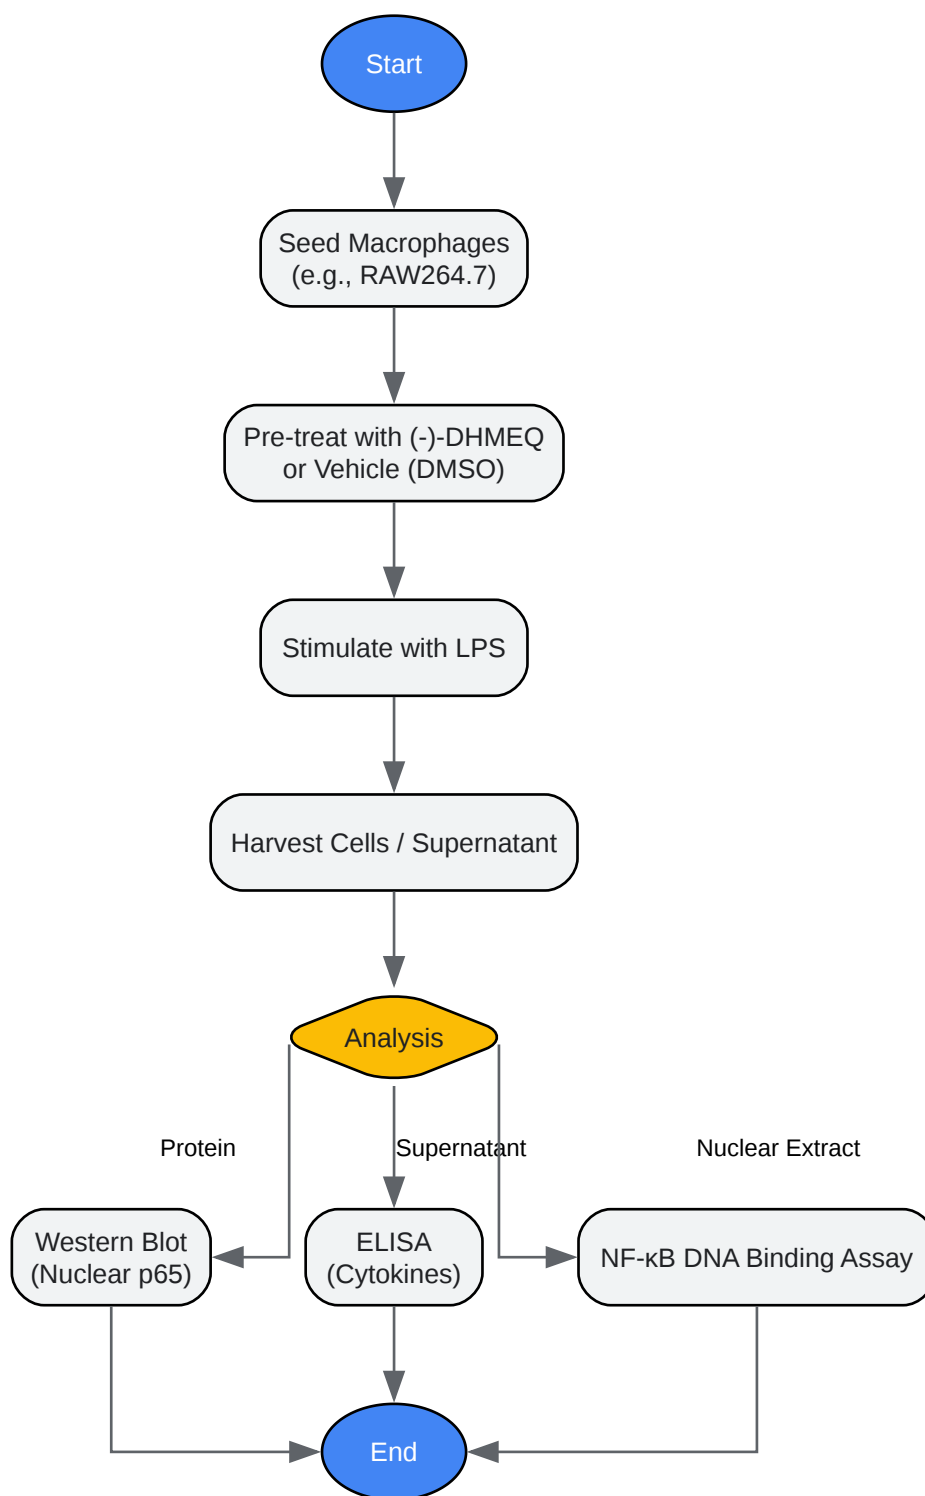 Start
Seed Macrophages
(e.g., RAW264.7)
Pre-treat with (-)-DHMEQ
or Vehicle (DMSO)
Stimulate with LPS
Harvest Cells / Supernatant
Analysis
Protein
Supernatant
Nuclear Extract
Western Blot
(Nuclear p65)
ELISA
(Cytokines)
NF-κB DNA Binding Assay
End